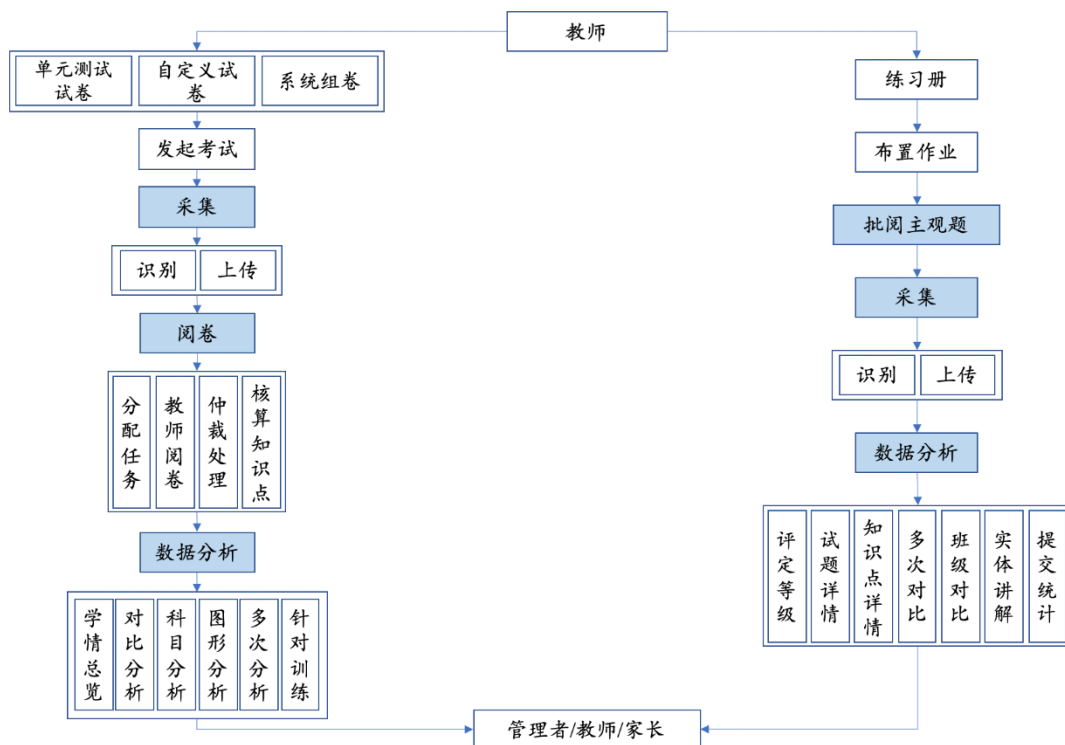 教师
单元测试
试卷
自定义试
卷
系统组卷
发起考试
采集
识别
上传
阅卷
分配任务
教师阅卷
仲裁处理
核算知识点
数据分析
学情总览
对比分析
科目分析
图形分析
多次分析
针对训练
练习册
布置作业
批阅主观题
采集
识别
上传
数据分析
评定等级
试题详情
知识点详情
多次对比
班级对比
实体讲解
提交统计
管理者/教师/家长